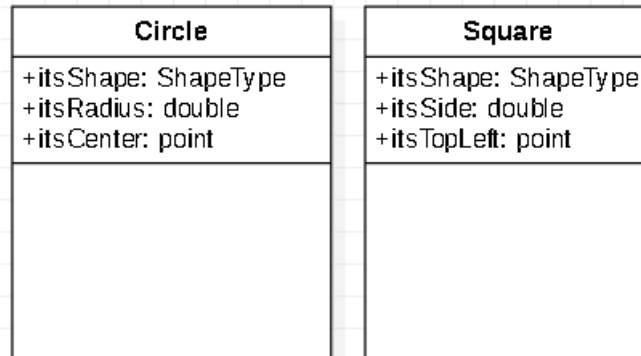 Circle
+itsShape: ShapeType
+itsRadius: double
+itsCenter: point
Square
+itsShape: ShapeType
+itsSide: double
+itsTopLeft: point